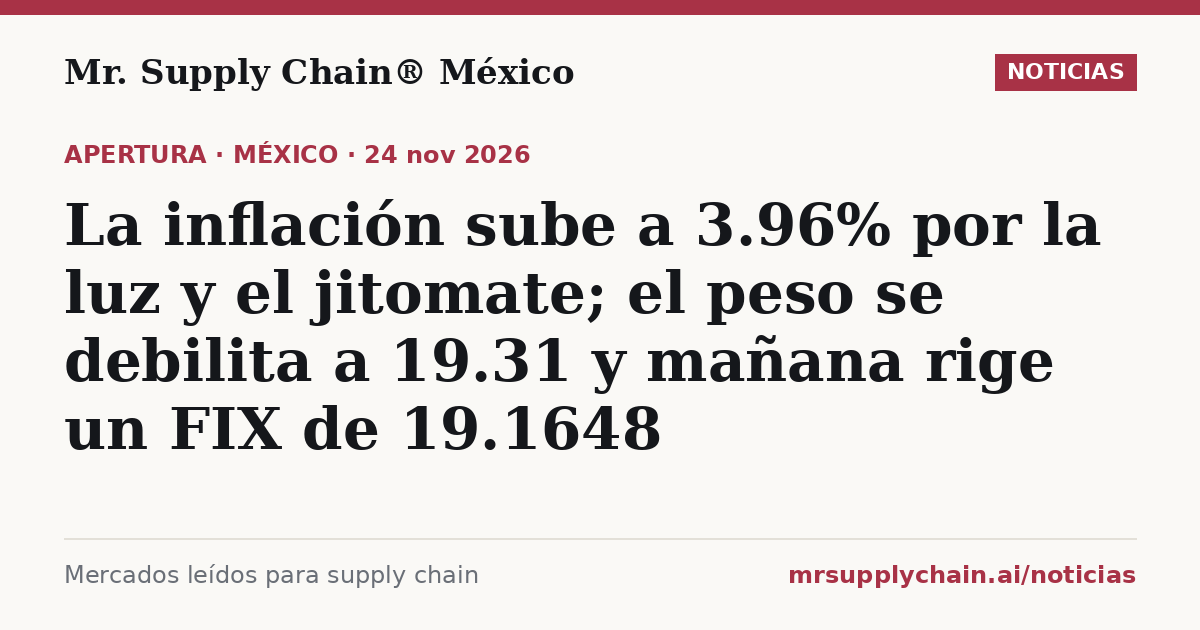 Mr. Supply Chain® México
NOTICIAS
APERTURA · MÉXICO · 24 nov 2026
La inflación sube a 3.96% por la
luz y el jitomate; el peso se
debilita a 19.31 y mañana rige
un FIX de 19.1648
Mercados leídos para supply chain
mrsupplychain.ai/noticias